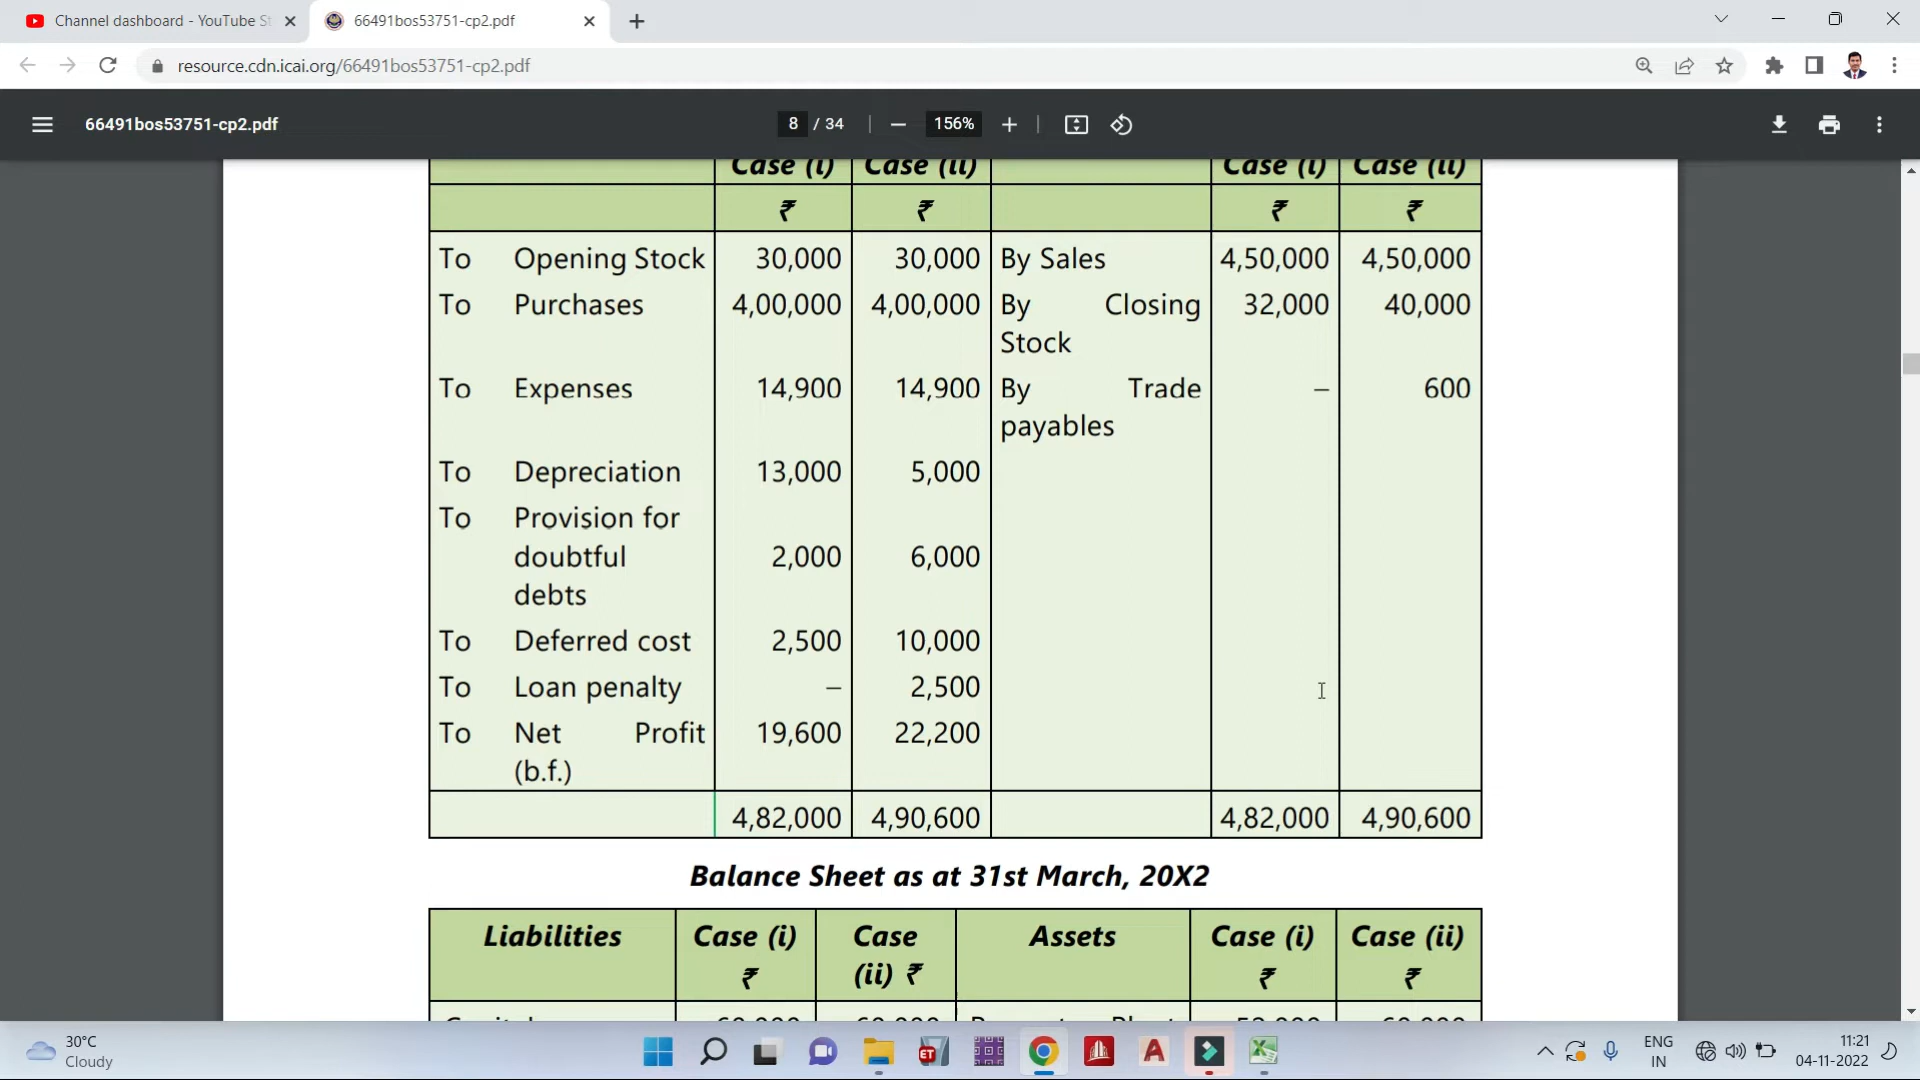 Channel dashboard - YouTube St
66491bos53751-cp2.pdf
resource.cdn.icai.org/66491bos53751-cp2.pdf
66491bos53751-cp2.pdf
8 / 34
156%
Case (i) Case (ii) Case (i) Case (ii)
₹ ₹ ₹ ₹
To Opening Stock 30,000 30,000 By Sales 4,50,000 4,50,000
To Purchases 4,00,000 4,00,000 By Closing 32,000 40,000
Stock
To Expenses 14,900 14,900 By Trade – 600
payables
To Depreciation 13,000 5,000
To Provision for
doubtful 2,000 6,000
debts
To Deferred cost 2,500 10,000
To Loan penalty – 2,500
To Net Profit 19,600 22,200
(b.f.)
4,82,000 4,90,600 4,82,000 4,90,600
Balance Sheet as at 31st March, 20X2
Liabilities Case (i) Case Assets Case (i) Case (ii)
₹ (ii) ₹ ₹ ₹
30°C
Cloudy
ENG
IN
11:21
04-11-2022